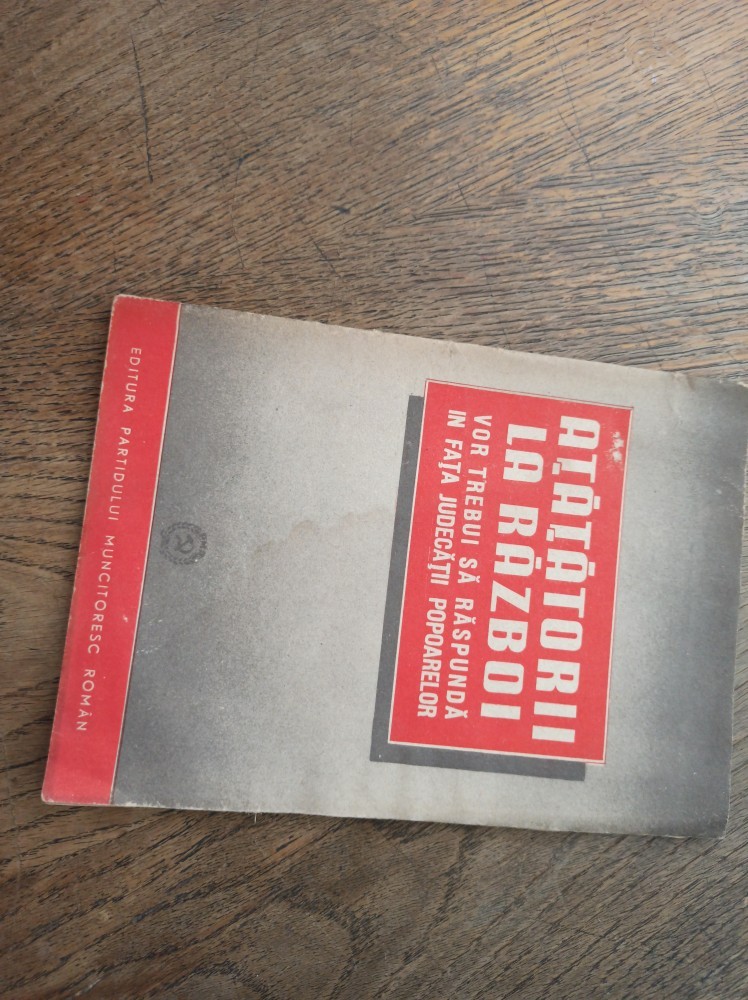 AȚÂȚĂTORII
LA RĂZBOI
VOR TREBUI SĂ RĂSPUNDĂ
IN FAȚA JUDECĂȚII POPOARELOR
EDITURA PARTIDULUI MUNCITORESC ROMÂN